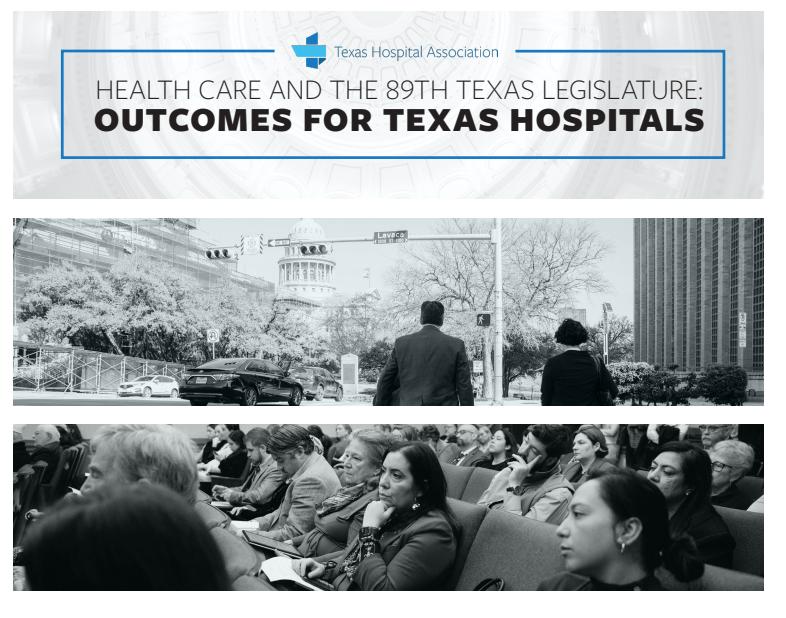 Texas Hospital Association
HEALTH CARE AND THE 89TH TEXAS LEGISLATURE:
OUTCOMES FOR TEXAS HOSPITALS
Lavaca